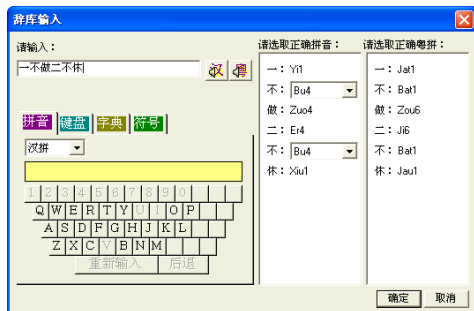 辞库输入
请输入：
一不做二不休
汉
拼音 键盘 字典 符号
汉拼
1 2 3 4 5 6 7 8 9 0
Q W E R T Y U I O P
A S D F G H J K L
Z X C V B N M
重新输入 后退
请选取正确拼音：
一：Yi1
不：Bu4
做：Zuo4
二：Er4
不：Bu4
休：Xiu1
请选取正确粤拼：
一：Jat1
不：Bat1
做：Zou6
二：Ji6
不：Bat1
休：Jau1
确定 取消